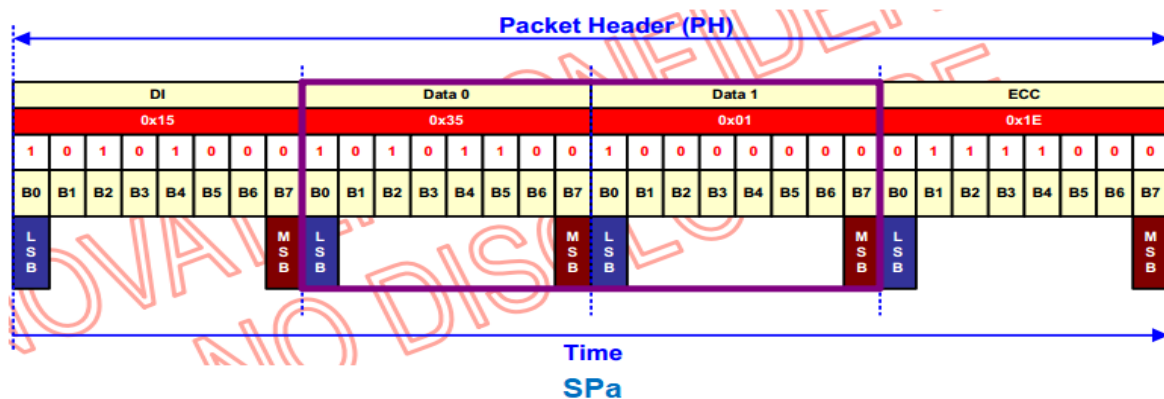 Packet Header (PH)
DI Data 0 Data 1 ECC
0x15 0x35 0x01 0x1E
1 0 1 0 1 0 0 0 1 0 1 0 1 1 0 0 1 0 0 0 0 0 0 0 0 1 1 1 1 0 0 0
B0 B1 B2 B3 B4 B5 B6 B7 B0 B1 B2 B3 B4 B5 B6 B7 B0 B1 B2 B3 B4 B5 B6 B7 B0 B1 B2 B3 B4 B5 B6 B7
LSB MSB LSB MSB LSB MSB LSB MSB
Time
SPa